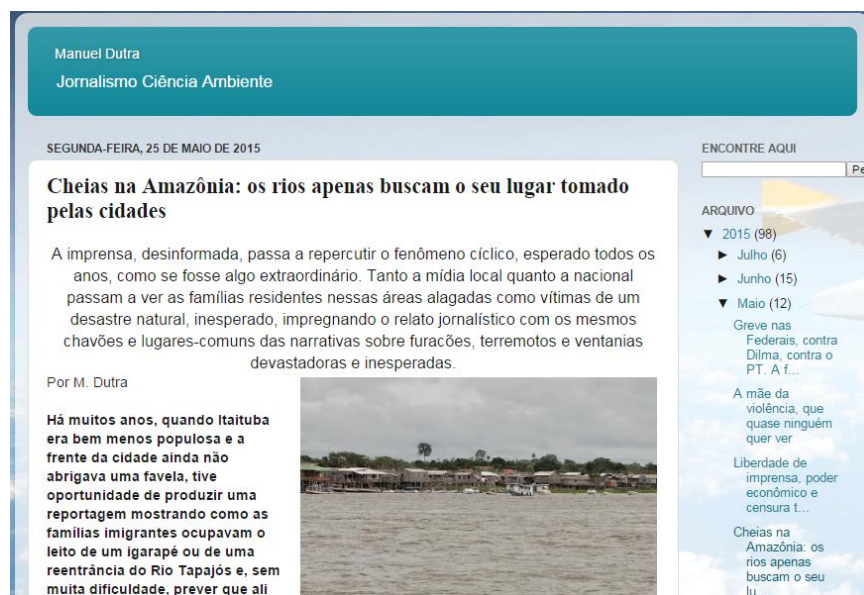 Manuel Dutra
Jornalismo Ciência Ambiente
SEGUNDA-FEIRA, 25 DE MAIO DE 2015
Cheias na Amazônia: os rios apenas buscam o seu lugar tomado
pelas cidades
A imprensa, desinformada, passa a repercutir o fenômeno cíclico, esperado todos os
anos, como se fosse algo extraordinário. Tanto a mídia local quanto a nacional
passam a ver as famílias residentes nessas áreas alagadas como vítimas de um
desastre natural, inesperado, impregnando o relato jornalístico com os mesmos
chavões e lugares-comuns das narrativas sobre furacões, terremotos e ventanias
devastadoras e inesperadas.
Por M. Dutra
Há muitos anos, quando Itaituba
era bem menos populosa e a
frente da cidade ainda não
abrigava uma favela, tive
oportunidade de produzir uma
reportagem mostrando como as
famílias imigrantes ocupavam o
leito de um igarapé ou de uma
reentrância do Rio Tapajós e, sem
muita dificuldade, prever que ali
ENCONTRE AQUI
Pe
ARQUIVO
▼ 2015 (98)
► Julho (6)
► Junho (15)
▼ Maio (12)
Greve nas
Federais, contra
Dilma, contra o
PT. A f...
A mãe da
violência, que
quase ninguém
quer ver
Liberdade de
imprensa, poder
econômico e
censura t...
Cheias na
Amazônia: os
rios apenas
buscam o seu
lu...